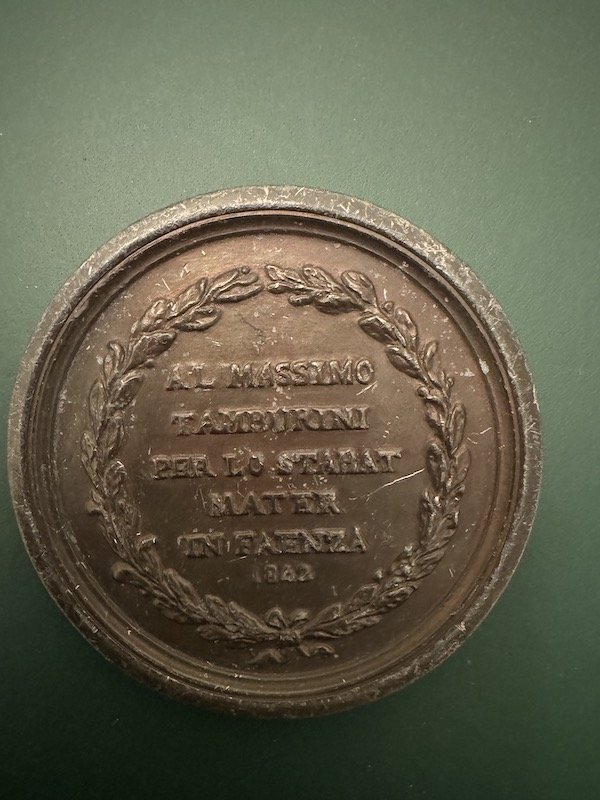 AL MASSIMO
TAMBURINI
PER LO STABAT
MATER
IN FAENZA
1842